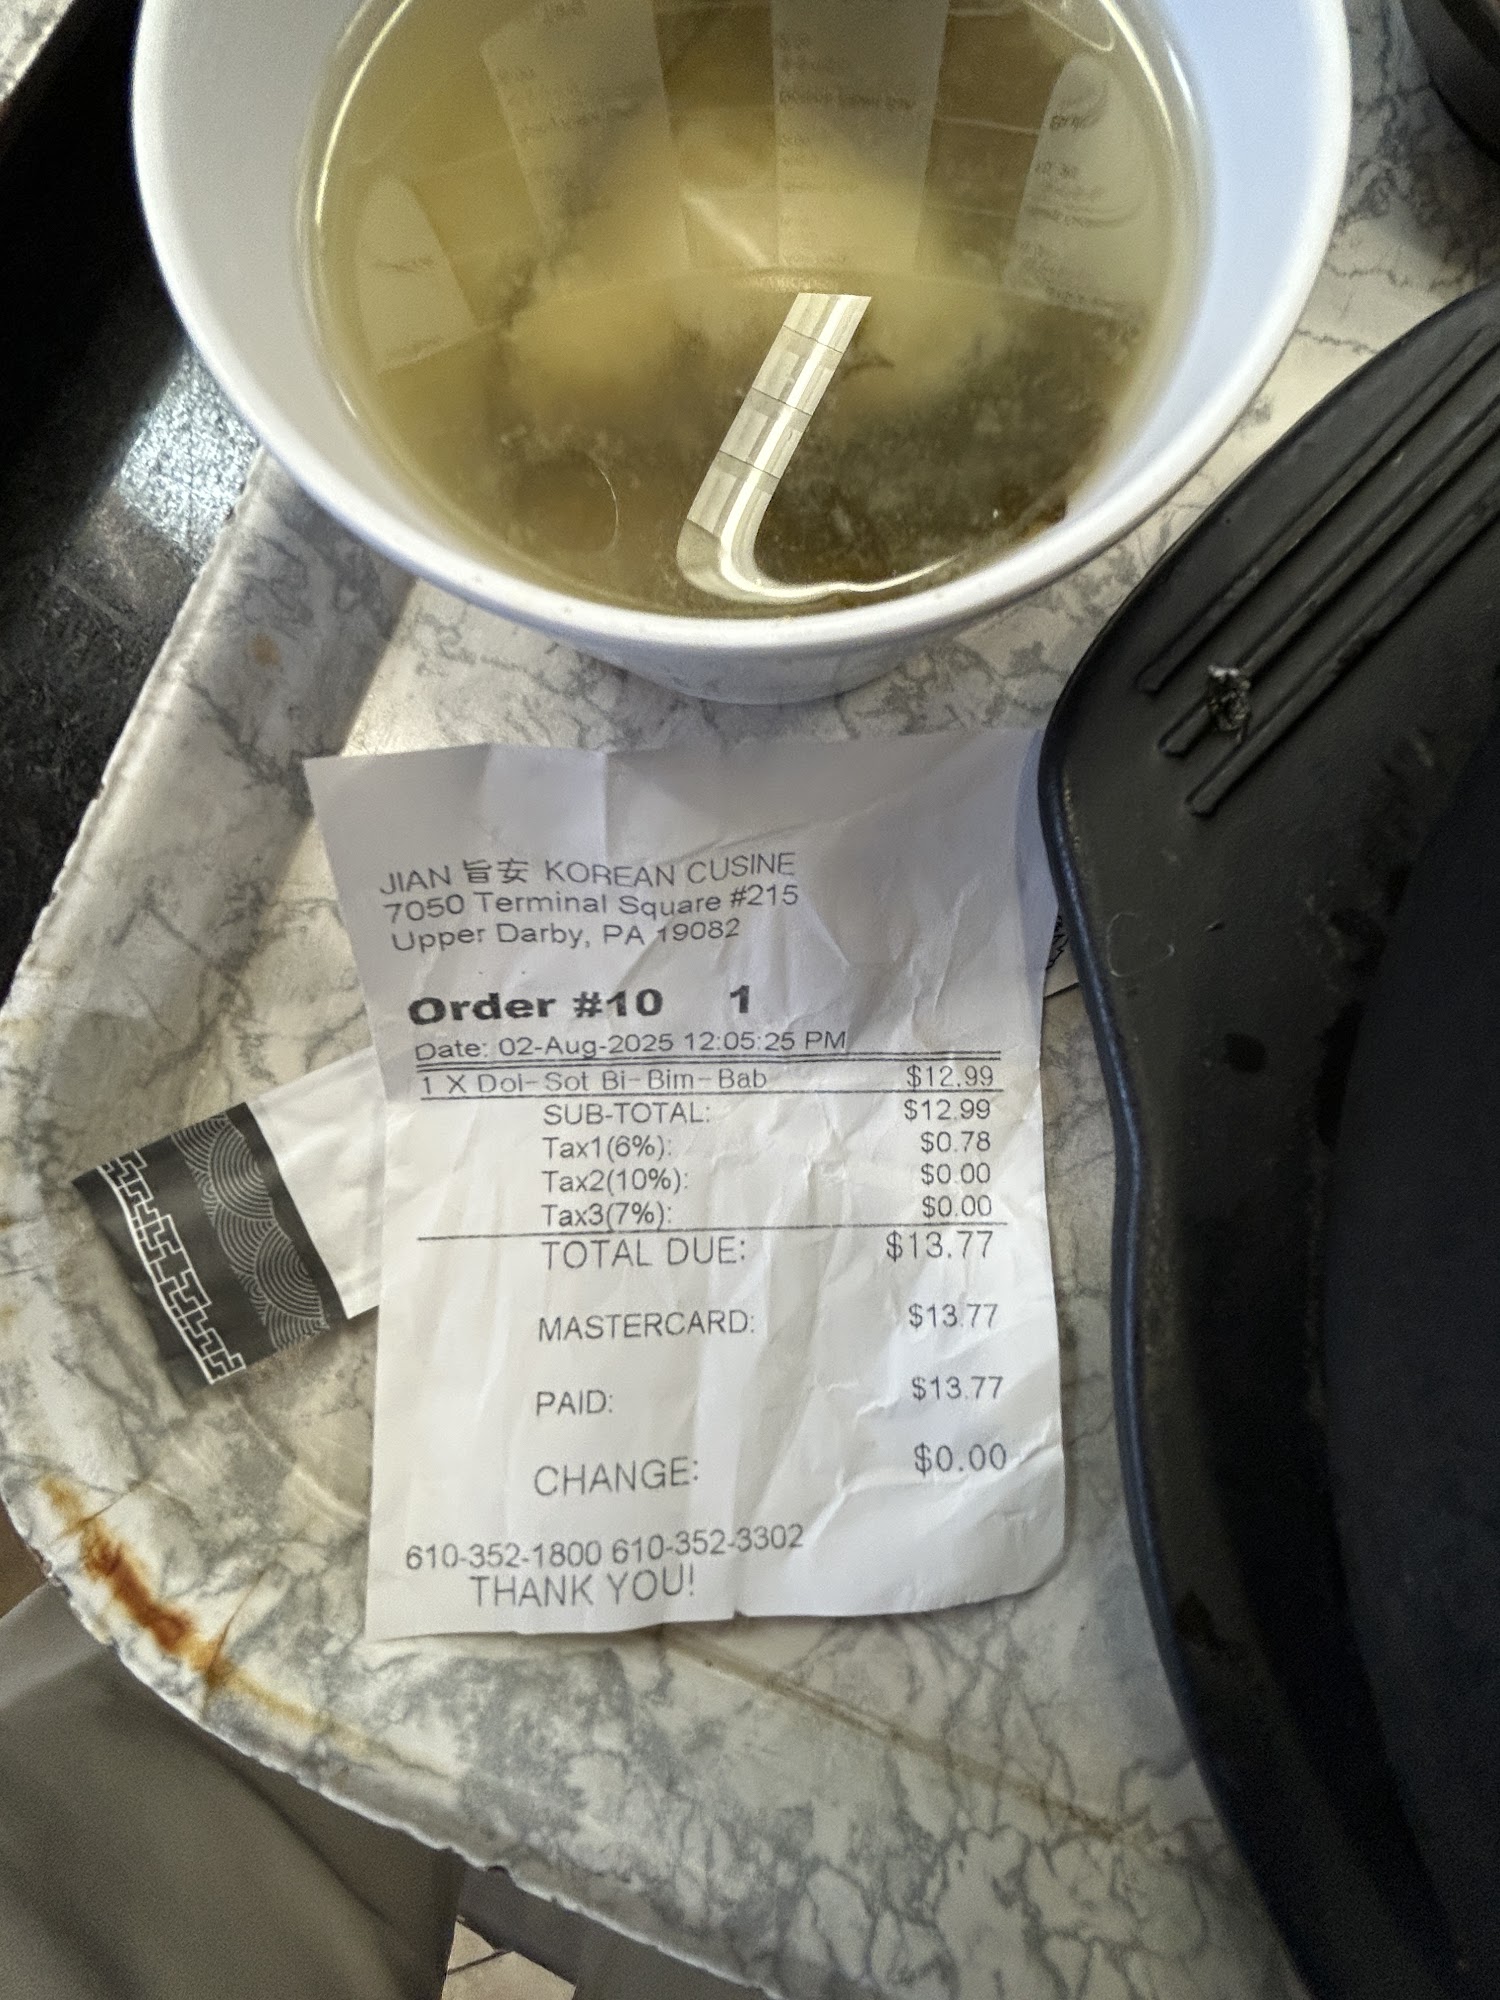 JIAN 旨安 KOREAN CUSINE
7050 Terminal Square #215
Upper Darby, PA 19082
Order #10 1
Date: 02-Aug-2025 12:05:25 PM
1 X Dol-Sot Bi-Bim-Bab $12.99
SUB-TOTAL: $12.99
Tax1(6%): $0.78
Tax2(10%): $0.00
Tax3(7%): $0.00
TOTAL DUE: $13.77
MASTERCARD: $13.77
PAID: $13.77
CHANGE: $0.00
610-352-1800 610-352-3302
THANK YOU!